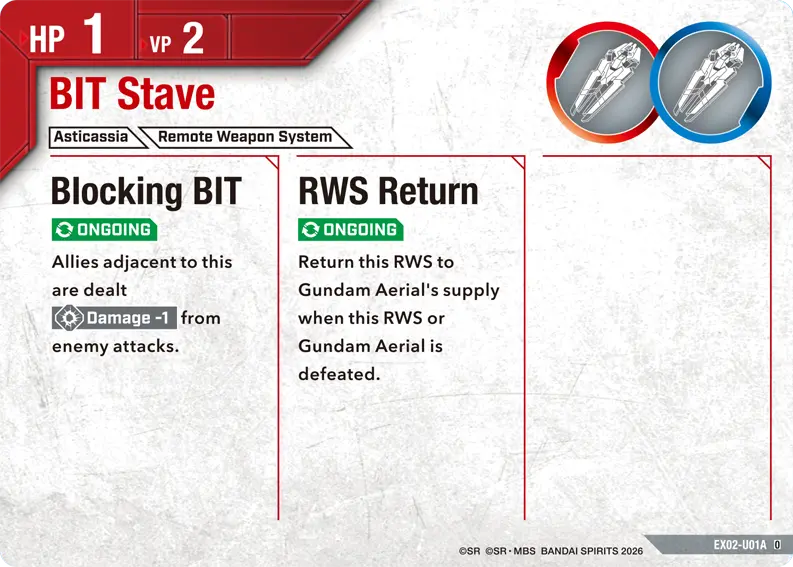 HP 1 VP 2
BIT Stave
Asticassia Remote Weapon System
Blocking BIT
ONGOING
Allies adjacent to this
are dealt
Damage -1 from
enemy attacks.
RWS Return
ONGOING
Return this RWS to
Gundam Aerial's supply
when this RWS or
Gundam Aerial is
defeated.
©SR ©SR・MBS BANDAI SPIRITS 2026
EX02-U01A 0